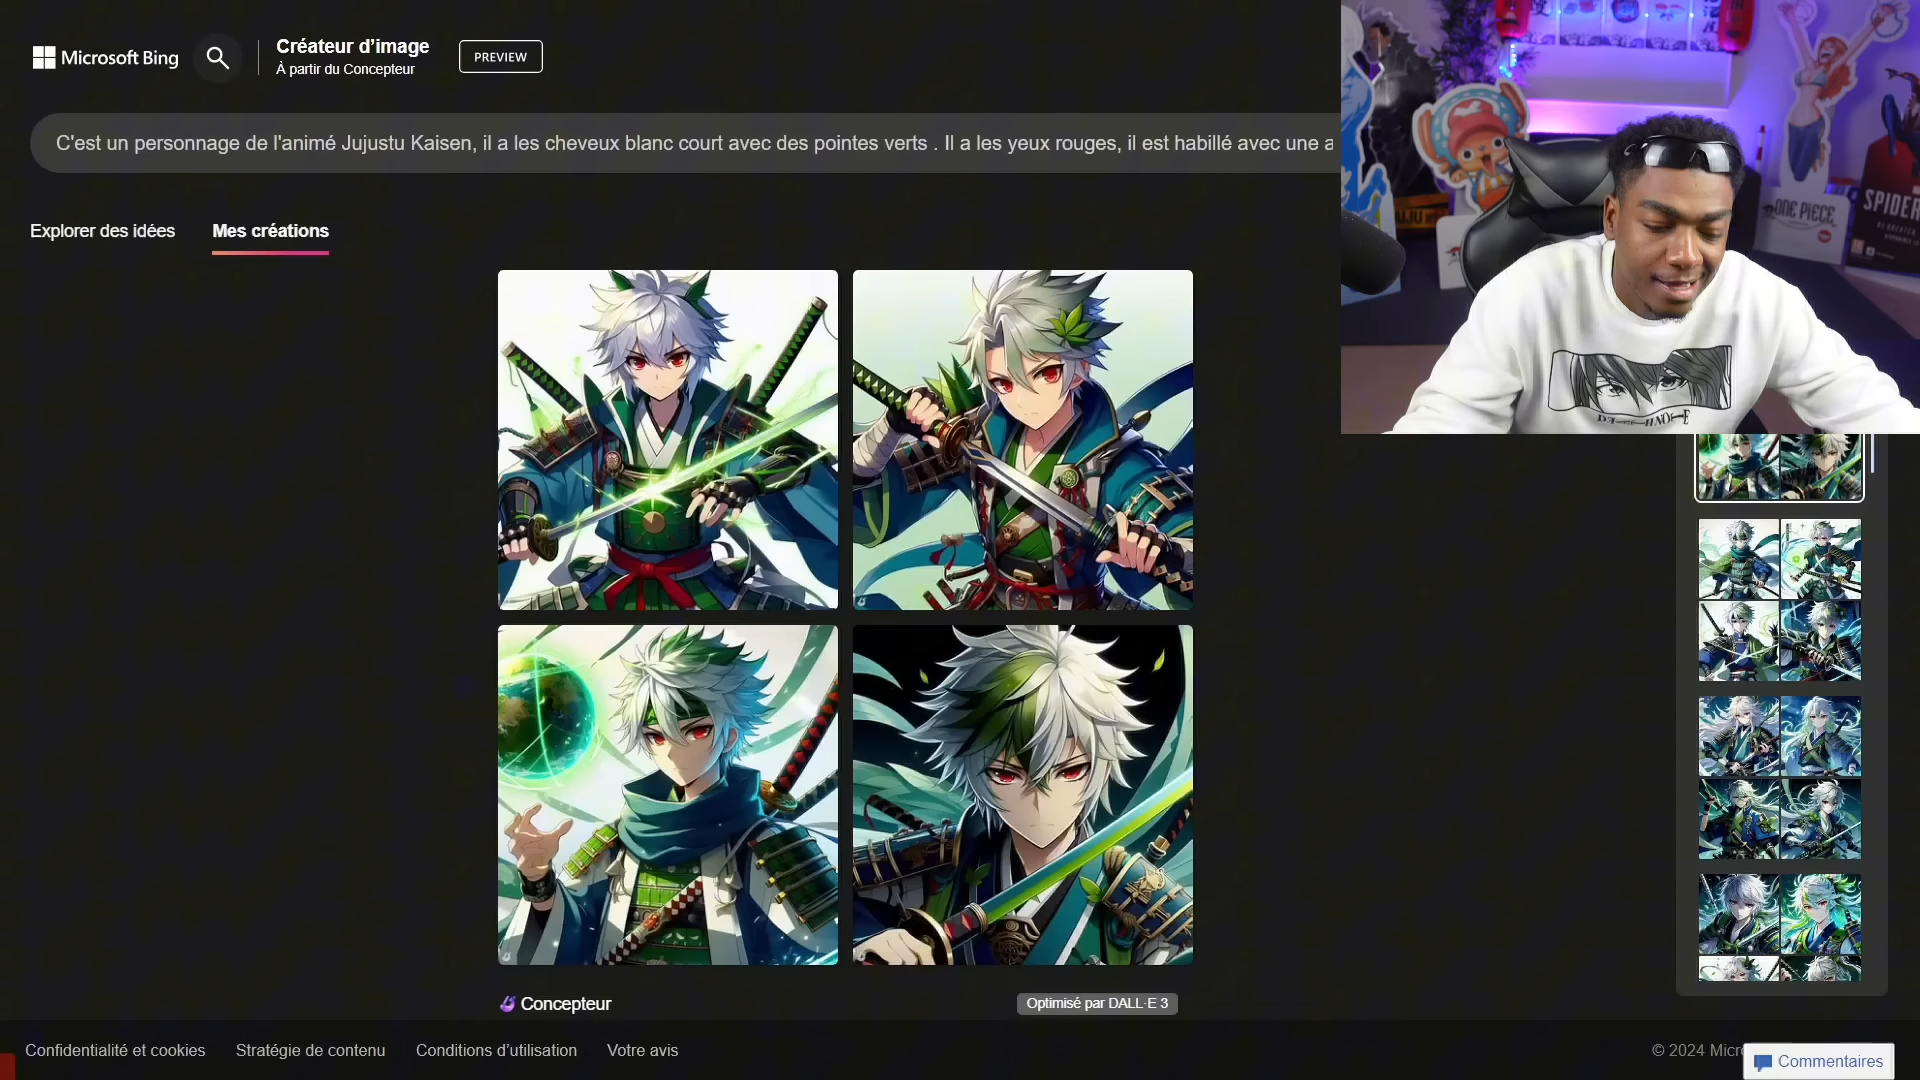 Microsoft Bing
Créateur d’image
À partir du Concepteur
PREVIEW
C'est un personnage de l'animé Jujustu Kaisen, il a les cheveux blanc court avec des pointes verts . Il a les yeux rouges, il est habillé avec une a
Explorer des idées
Mes créations
ONE PIECE
SPIDER
Concepteur
Optimisé par DALL·E 3
Confidentialité et cookies
Stratégie de contenu
Conditions d’utilisation
Votre avis
© 2024 Micr
Commentaires